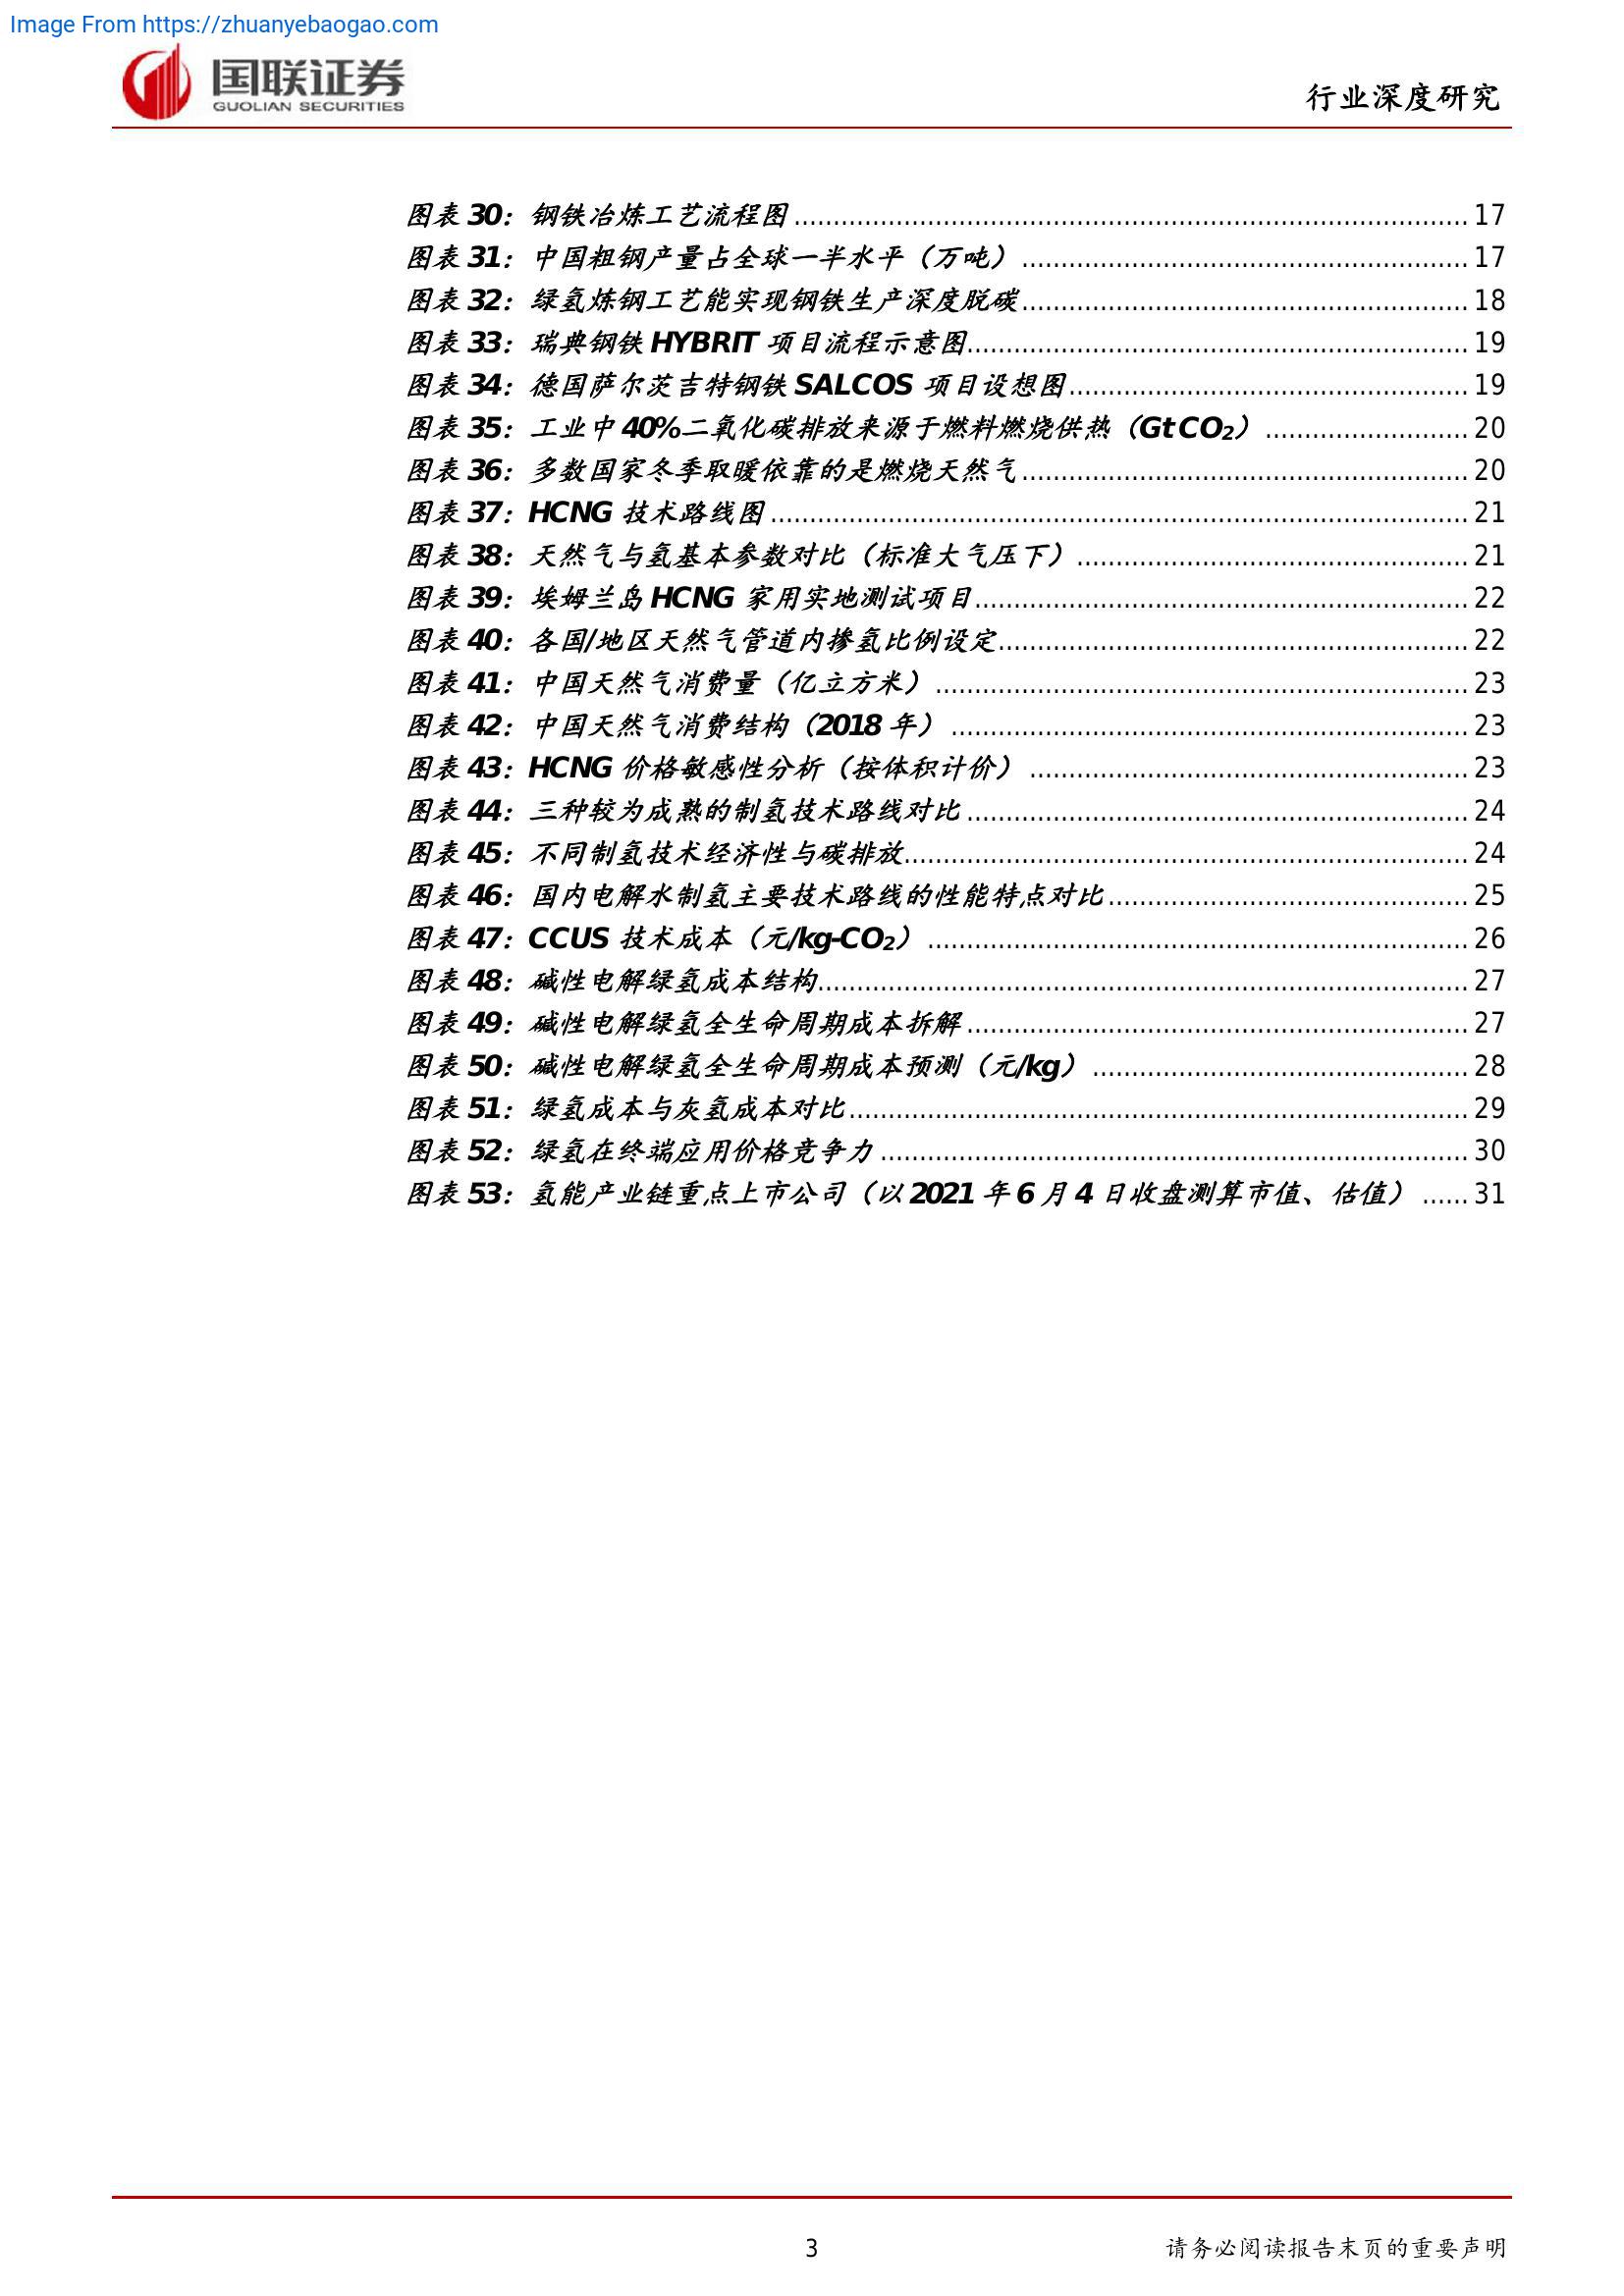 Image From https://zhuanyebaogao.com
国联证券
GUOLIAN SECURITIES
行业深度研究
图表 30：钢铁冶炼工艺流程图 ........ 17
图表 31：中国粗钢产量占全球一半水平（万吨） ........ 17
图表 32：绿氢炼钢工艺能实现钢铁生产深度脱碳 ........ 18
图表 33：瑞典钢铁 HYBRIT 项目流程示意图 ........ 19
图表 34：德国萨尔茨吉特钢铁 SALCOS 项目设想图 ........ 19
图表 35：工业中 40%二氧化碳排放来源于燃料燃烧供热（Gt CO₂） ........ 20
图表 36：多数国家冬季取暖依靠的是燃烧天然气 ........ 20
图表 37：HCNG 技术路线图 ........ 21
图表 38：天然气与氢基本参数对比（标准大气压下） ........ 21
图表 39：埃姆兰岛 HCNG 家用实地测试项目 ........ 22
图表 40：各国/地区天然气管道内掺氢比例设定 ........ 22
图表 41：中国天然气消费量（亿立方米） ........ 23
图表 42：中国天然气消费结构（2018 年） ........ 23
图表 43：HCNG 价格敏感性分析（按体积计价） ........ 23
图表 44：三种较为成熟的制氢技术路线对比 ........ 24
图表 45：不同制氢技术经济性与碳排放 ........ 24
图表 46：国内电解水制氢主要技术路线的性能特点对比 ........ 25
图表 47：CCUS 技术成本（元/kg-CO₂） ........ 26
图表 48：碱性电解绿氢成本结构 ........ 27
图表 49：碱性电解绿氢全生命周期成本拆解 ........ 27
图表 50：碱性电解绿氢全生命周期成本预测（元/kg） ........ 28
图表 51：绿氢成本与灰氢成本对比 ........ 29
图表 52：绿氢在终端应用价格竞争力 ........ 30
图表 53：氢能产业链重点上市公司（以 2021 年 6 月 4 日收盘测算市值、估值） ...... 31
3
请务必阅读报告末页的重要声明